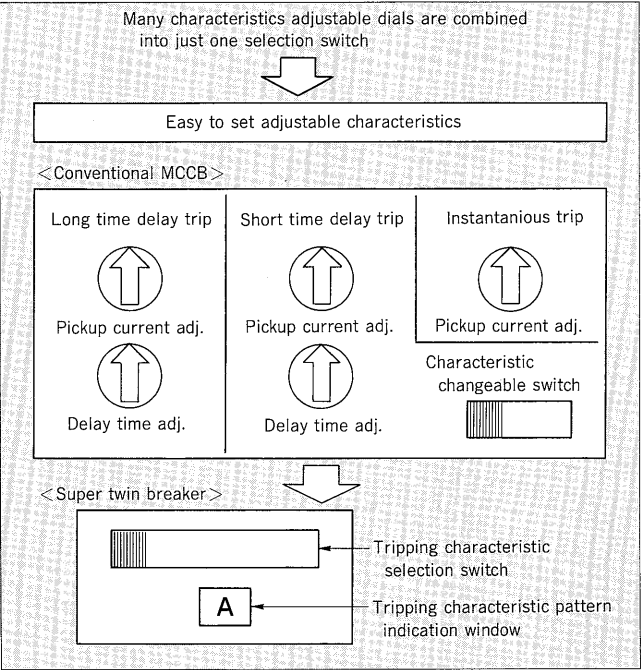 Many characteristics adjustable dials are combined
into just one selection switch
Easy to set adjustable characteristics
<Conventional MCCB>
Long time delay trip
Pickup current adj.
Delay time adj.
Short time delay trip
Pickup current adj.
Delay time adj.
Instantanious trip
Pickup current adj.
Characteristic
changeable switch
<Super twin breaker>
Tripping characteristic
selection switch
A
Tripping characteristic pattern
indication window